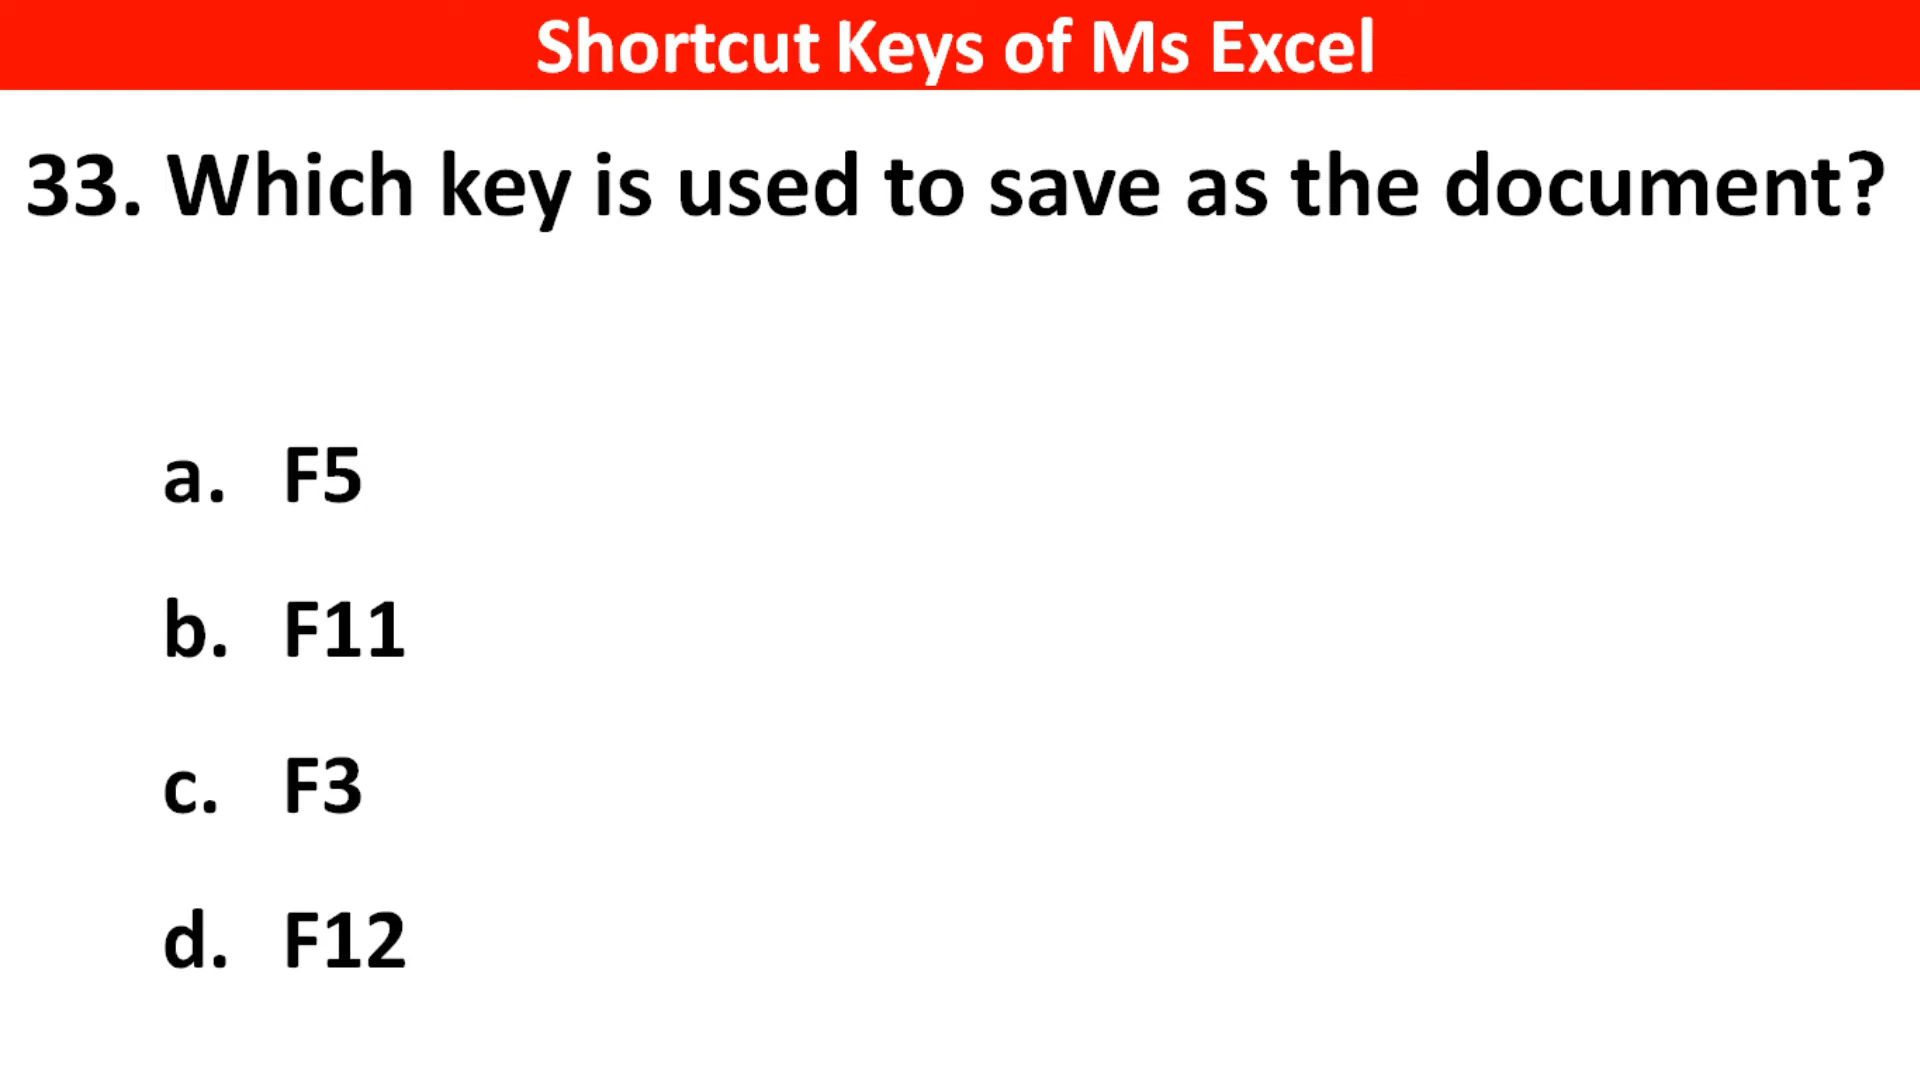 Shortcut Keys of Ms Excel
33. Which key is used to save as the document?
a. F5
b. F11
c. F3
d. F12